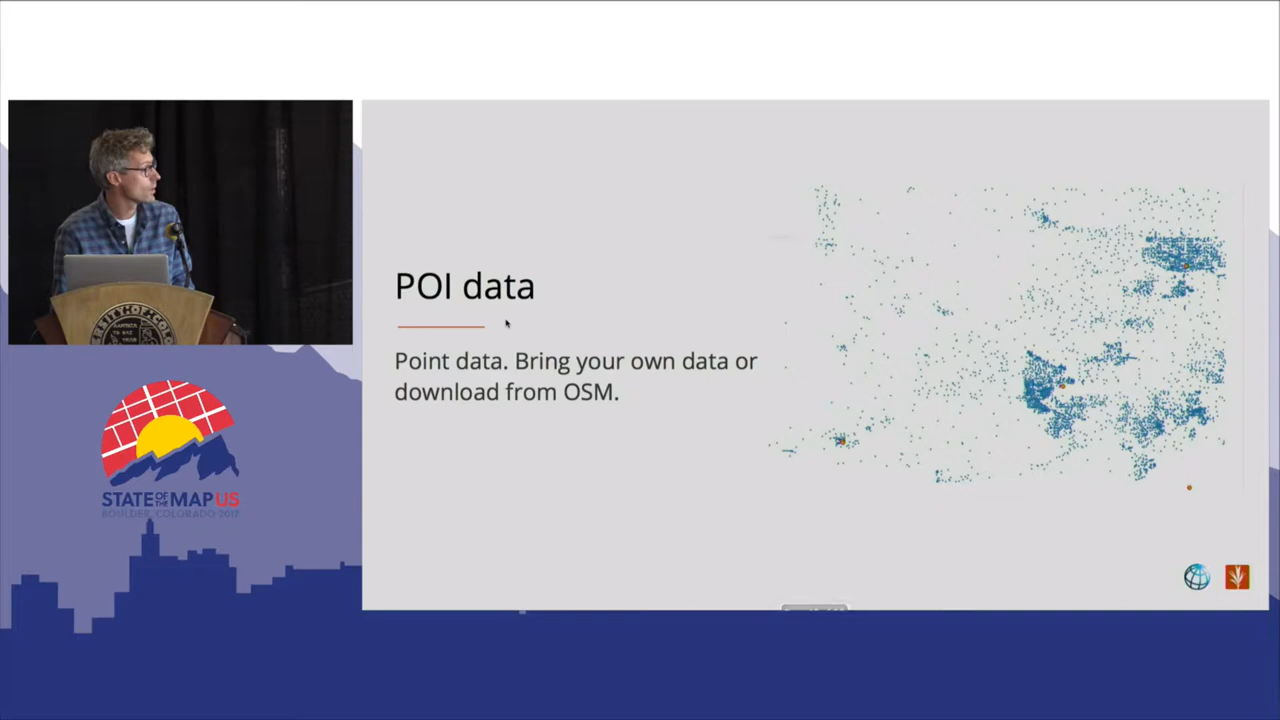 POI data
Point data. Bring your own data or
download from OSM.
STATE OF THE MAP US
BOULDER, COLORADO 2017